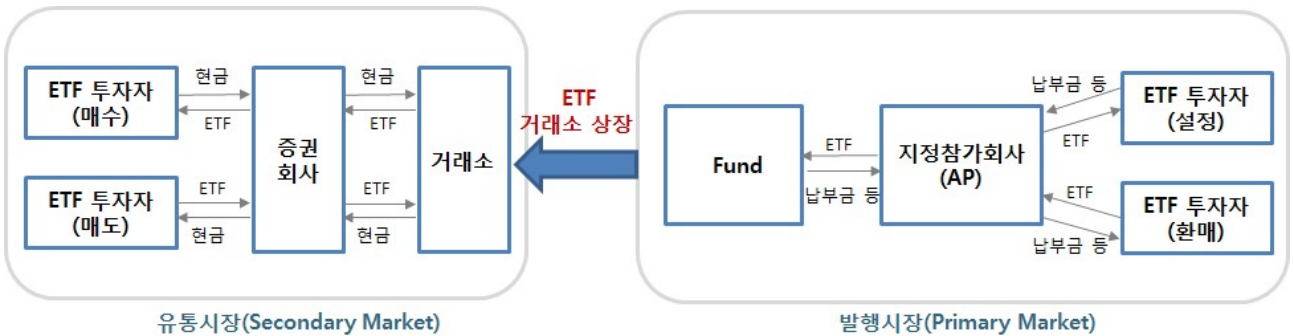 ETF 투자자
(매수)
현금
ETF
ETF 투자자
(매도)
ETF
현금
증권
회사
현금
ETF
ETF
현금
거래소
ETF
거래소 상장
Fund
ETF
납부금 등
지정참가회사
(AP)
납부금 등
ETF
ETF 투자자
(설정)
ETF
납부금 등
ETF 투자자
(환매)
유통시장(Secondary Market)
발행시장(Primary Market)